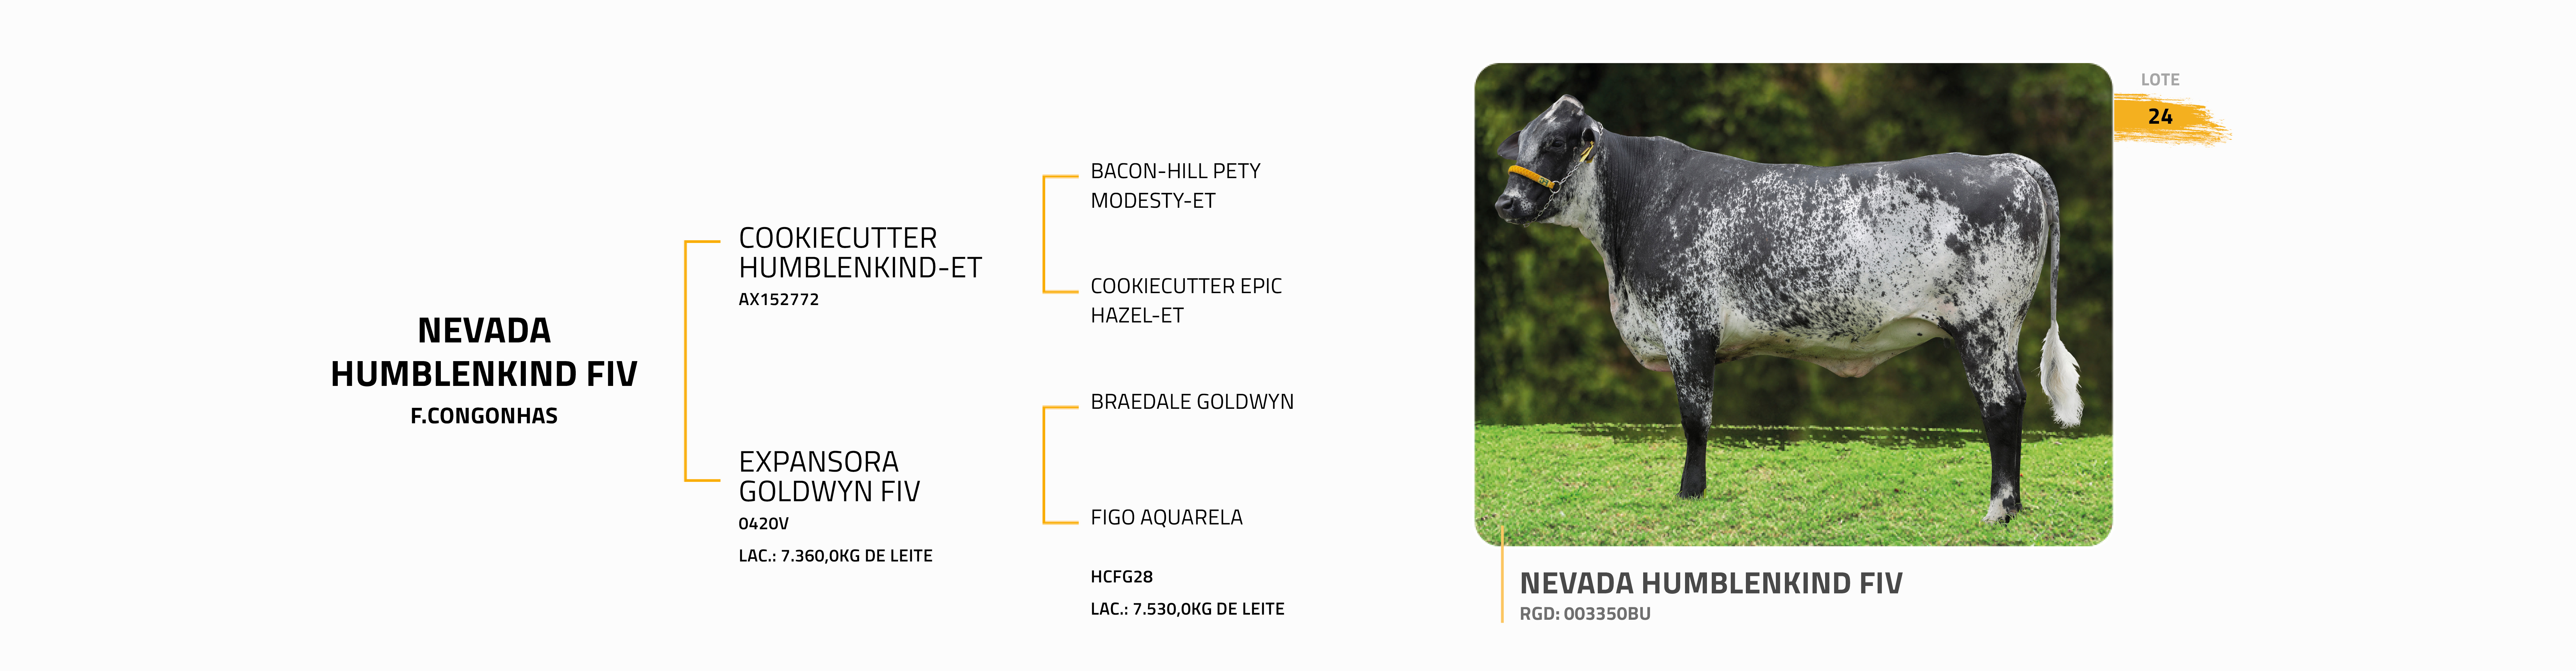 NEVADA
HUMBLENKIND FIV
F.CONGONHAS
COOKIECUTTER
HUMBLENKIND-ET
AX152772
EXPANSORA
GOLDWYN FIV
0420V
LAC.: 7.360,0KG DE LEITE
BACON-HILL PETY
MODESTY-ET
COOKIECUTTER EPIC
HAZEL-ET
BRAEDALE GOLDWYN
FIGO AQUARELA
HCFG28
LAC.: 7.530,0KG DE LEITE
LOTE
24
NEVADA HUMBLENKIND FIV
RGD: 003350BU